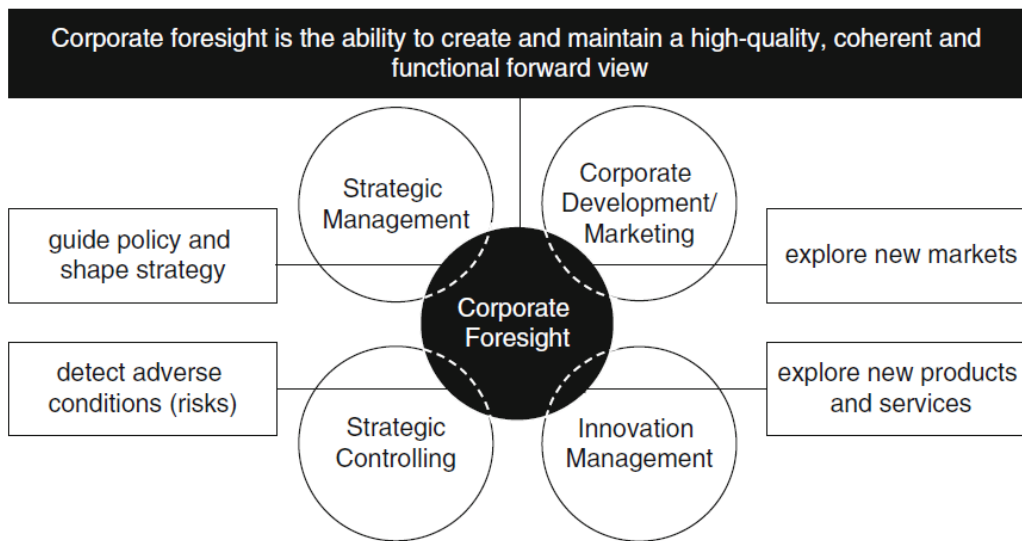 Corporate foresight is the ability to create and maintain a high-quality, coherent and
functional forward view
Strategic
Management
Corporate
Development/
Marketing
guide policy and
shape strategy
explore new markets
Corporate
Foresight
detect adverse
conditions (risks)
explore new products
and services
Strategic
Controlling
Innovation
Management